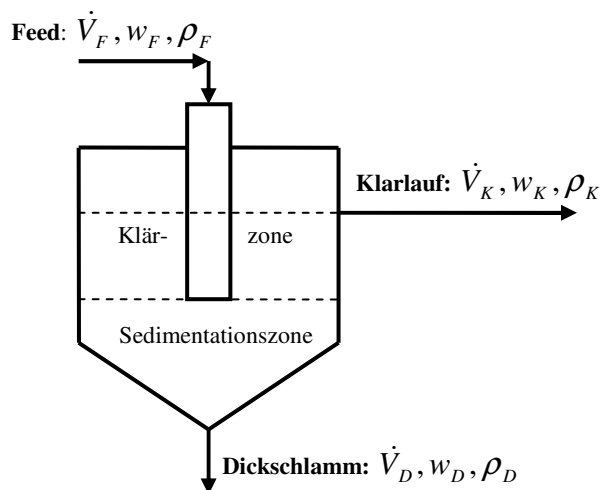 Feed: V̇_F , w_F , ρ_F
Klarlauf: V̇_K , w_K , ρ_K
Klär- zone
Sedimentationszone
Dickschlamm: V̇_D , w_D , ρ_D